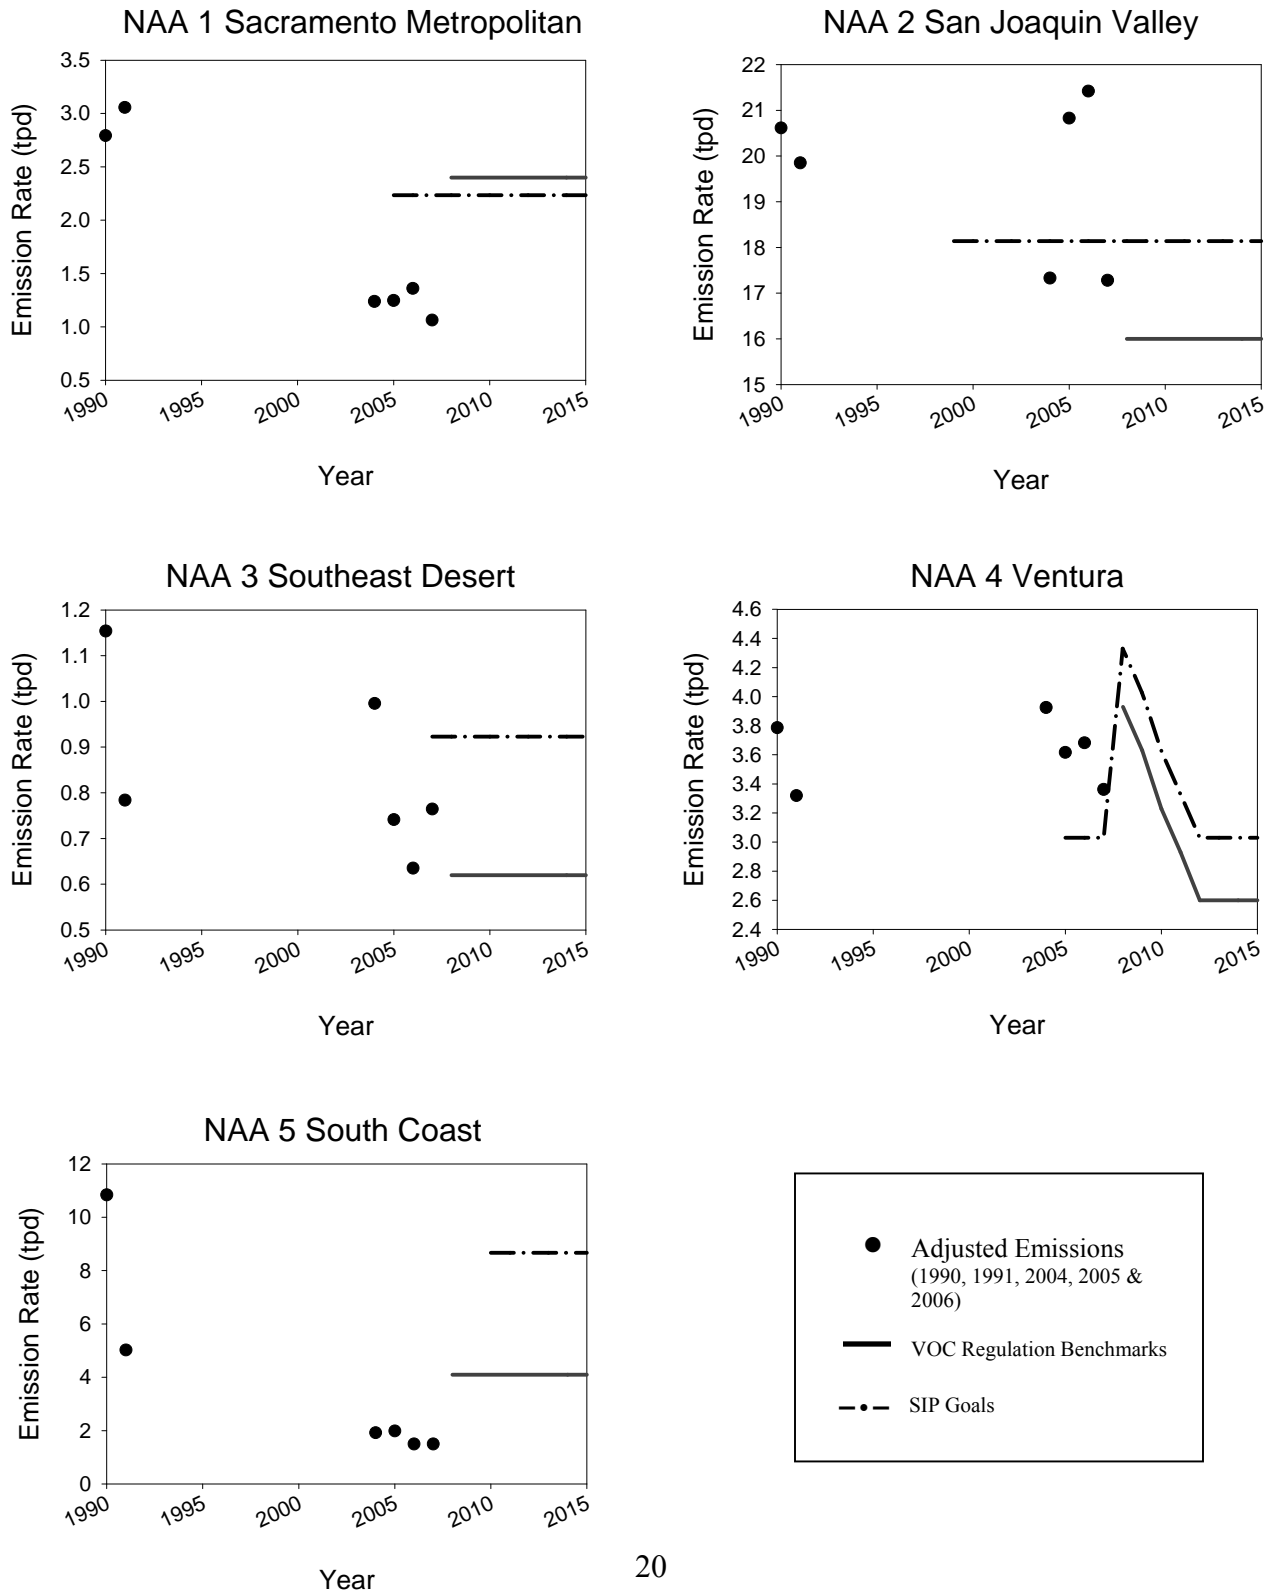 NAA 1 Sacramento Metropolitan
Emission Rate (tpd)
3.5
3.0
2.5
2.0
1.5
1.0
0.5
1990 1995 2000 2005 2010 2015
Year
NAA 2 San Joaquin Valley
Emission Rate (tpd)
22
21
20
19
18
17
16
15
1990 1995 2000 2005 2010 2015
Year
NAA 3 Southeast Desert
Emission Rate (tpd)
1.2
1.1
1.0
0.9
0.8
0.7
0.6
0.5
1990 1995 2000 2005 2010 2015
Year
NAA 4 Ventura
Emission Rate (tpd)
4.6
4.4
4.2
4.0
3.8
3.6
3.4
3.2
3.0
2.8
2.6
2.4
1990 1995 2000 2005 2010 2015
Year
NAA 5 South Coast
Emission Rate (tpd)
12
10
8
6
4
2
0
1990 1995 2000 2005 2010 2015
Year
Adjusted Emissions
(1990, 1991, 2004, 2005 &
2006)
VOC Regulation Benchmarks
SIP Goals
20